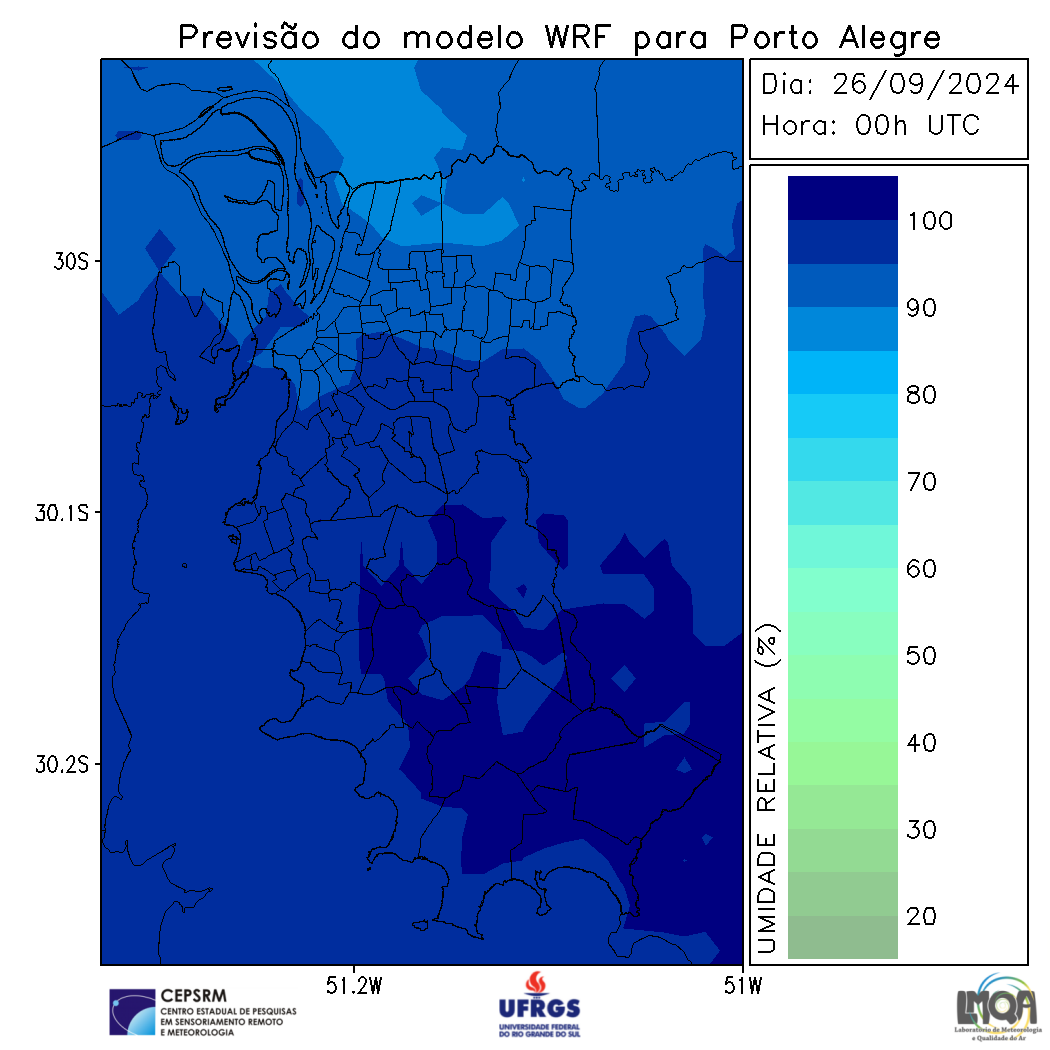 Previsão do modelo WRF para Porto Alegre
Dia: 26/09/2024
Hora: 00h UTC
100
90
80
70
60
50
40
30
20
UMIDADE RELATIVA (%)
30S
30.1S
30.2S
51.2W
51W
CEPSRM
CENTRO ESTADUAL DE PESQUISAS
EM SENSORIAMENTO REMOTO
E METEOROLOGIA
UFRGS
UNIVERSIDADE FEDERAL
DO RIO GRANDE DO SUL
LMQA
Laboratório de Meteorologia
e Qualidade do Ar